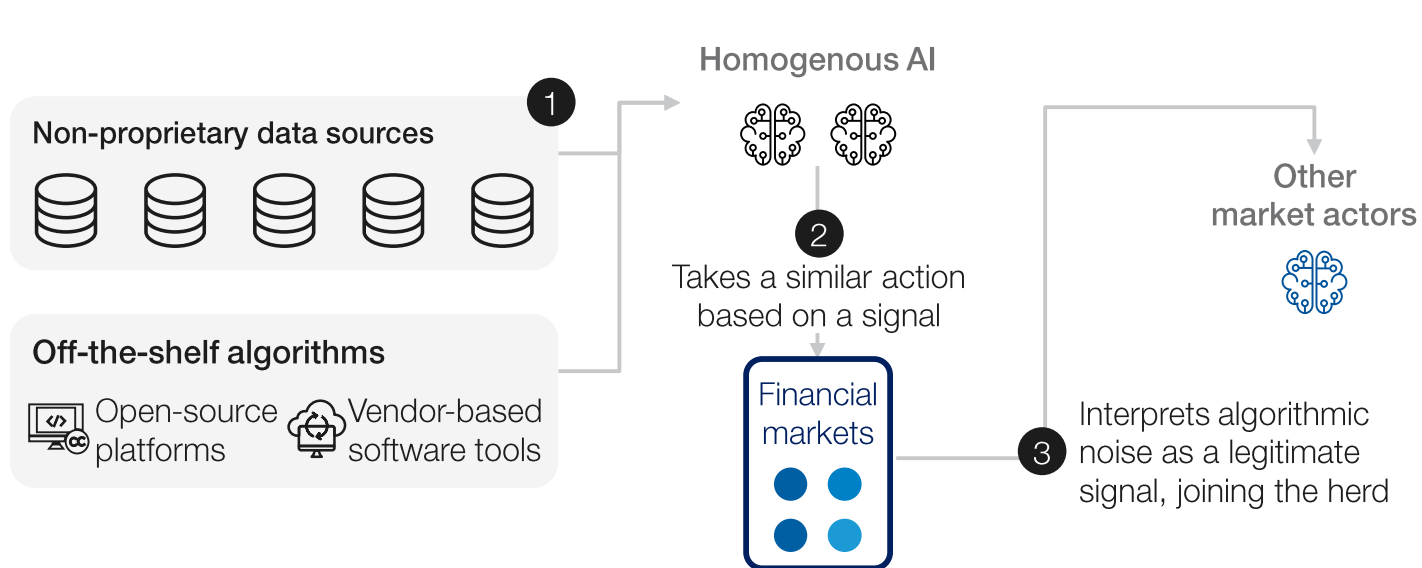 1
Non-proprietary data sources
Off-the-shelf algorithms
</>
cc
Open-source
platforms
Vendor-based
software tools
Homogenous AI
2
Takes a similar action
based on a signal
Financial
markets
3
Interprets algorithmic
noise as a legitimate
signal, joining the herd
Other
market actors